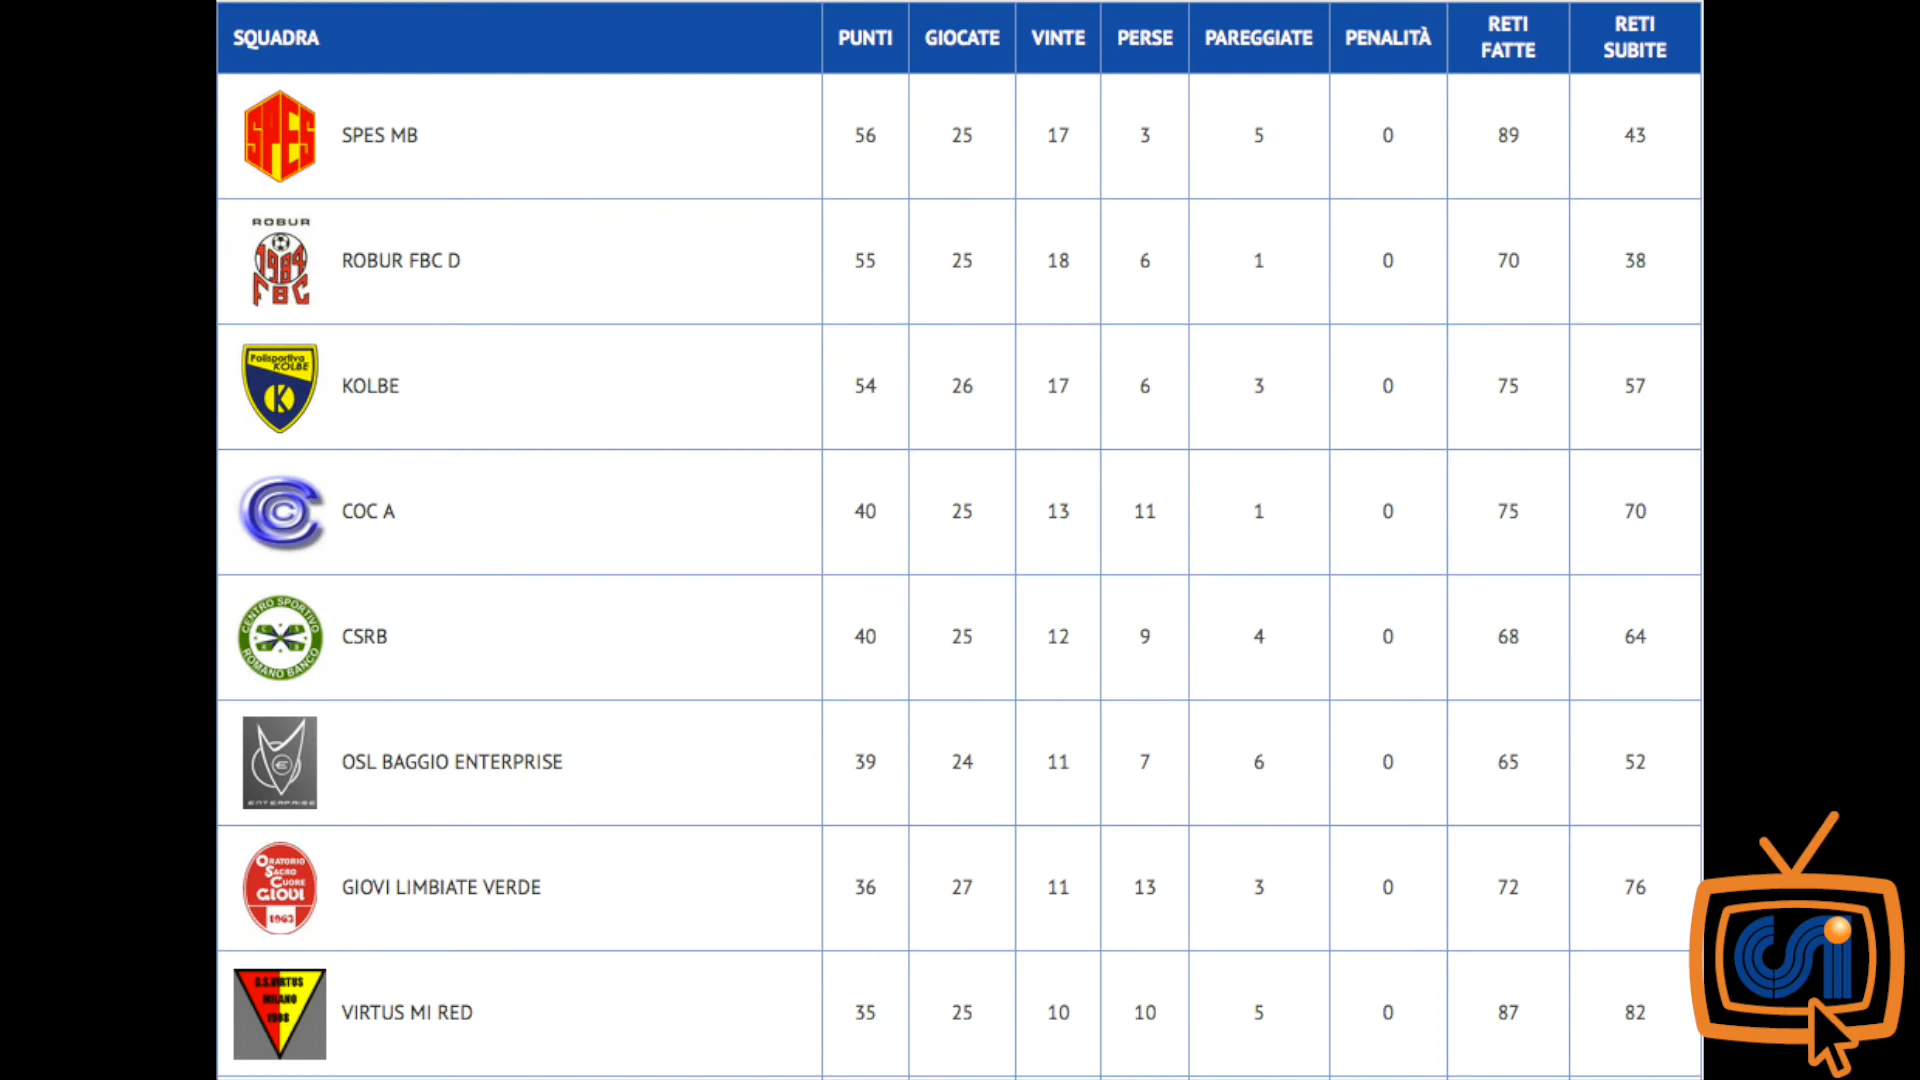 SQUADRA PUNTI GIOCATE VINTE PERSE PAREGGIATE PENALITÀ RETI FATTE RETI SUBITE
SPES SPES MB 56 25 17 3 5 0 89 43
ROBUR 1984 FBC ROBUR FBC D 55 25 18 6 1 0 70 38
Polisportiva KOLBE K KOLBE 54 26 17 6 3 0 75 57
COC A 40 25 13 11 1 0 75 70
CENTRO SPORTIVO ROMANO BANCO CSRB 40 25 12 9 4 0 68 64
ENTERPRISE OSL BAGGIO ENTERPRISE 39 24 11 7 6 0 65 52
ORATORIO SACRO CUORE GIOVI 1963 GIOVI LIMBIATE VERDE 36 27 11 13 3 0 72 76
G.S. VIRTUS MILANO VIRTUS MI RED 35 25 10 10 5 0 87 82
CSI